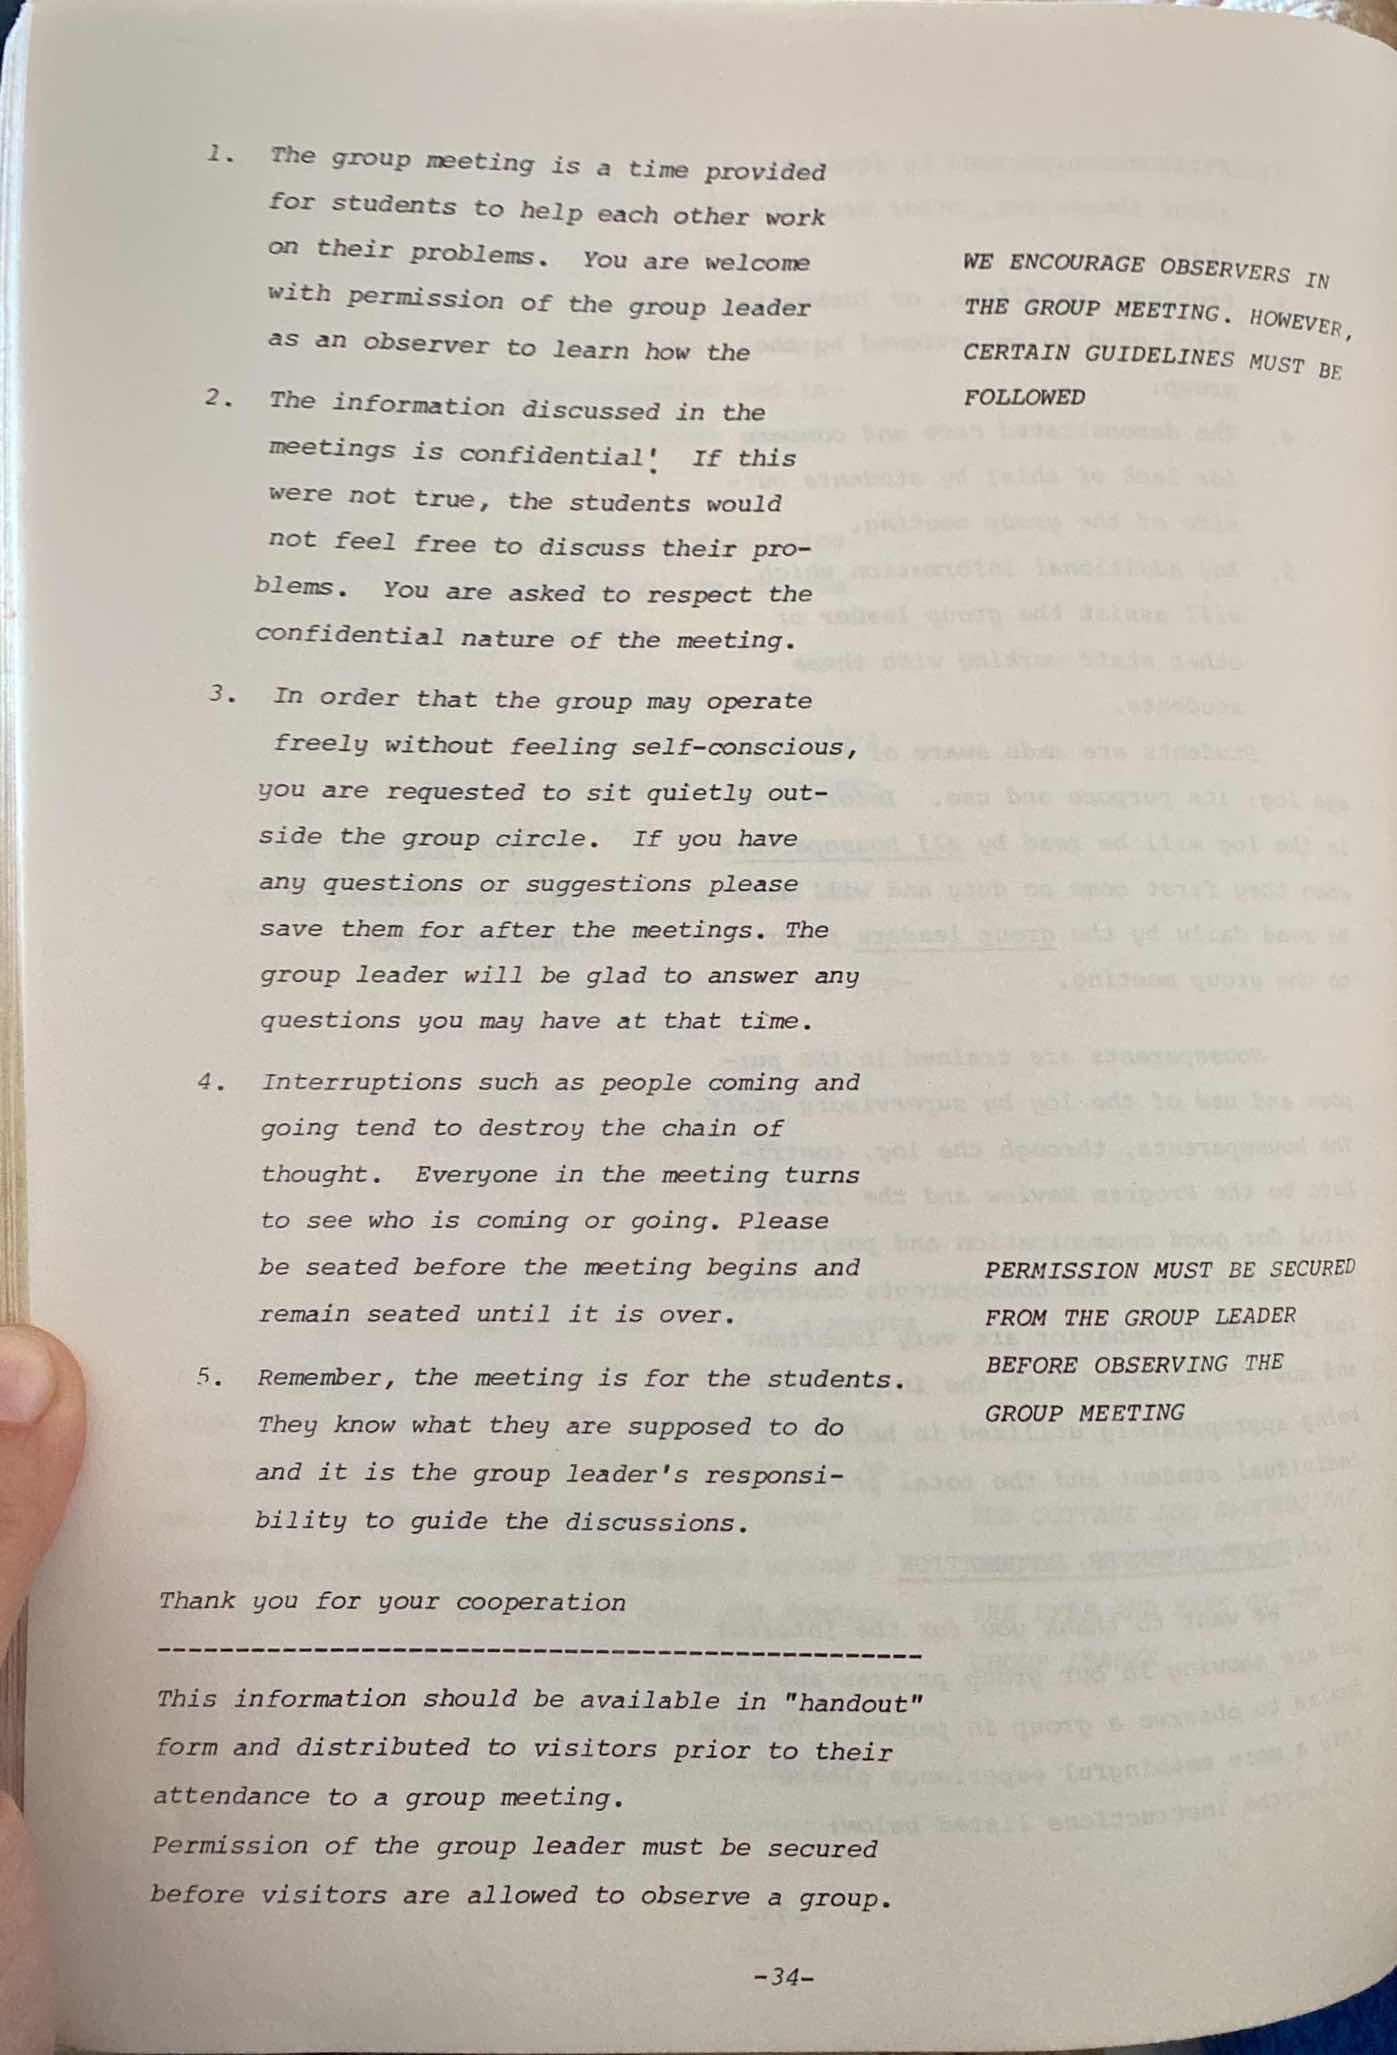 1. The group meeting is a time provided
for students to help each other work
on their problems. You are welcome
with permission of the group leader
as an observer to learn how the
2. The information discussed in the
meetings is confidential! If this
were not true, the students would
not feel free to discuss their pro-
blems. You are asked to respect the
confidential nature of the meeting.
3. In order that the group may operate
freely without feeling self-conscious,
you are requested to sit quietly out-
side the group circle. If you have
any questions or suggestions please
save them for after the meetings. The
group leader will be glad to answer any
questions you may have at that time.
4. Interruptions such as people coming and
going tend to destroy the chain of
thought. Everyone in the meeting turns
to see who is coming or going. Please
be seated before the meeting begins and
remain seated until it is over.
5. Remember, the meeting is for the students.
They know what they are supposed to do
and it is the group leader's responsi-
bility to guide the discussions.
WE ENCOURAGE OBSERVERS IN
THE GROUP MEETING. HOWEVER,
CERTAIN GUIDELINES MUST BE
FOLLOWED
PERMISSION MUST BE SECURED
FROM THE GROUP LEADER
BEFORE OBSERVING THE
GROUP MEETING
Thank you for your cooperation
This information should be available in "handout"
form and distributed to visitors prior to their
attendance to a group meeting.
Permission of the group leader must be secured
before visitors are allowed to observe a group.
-34-